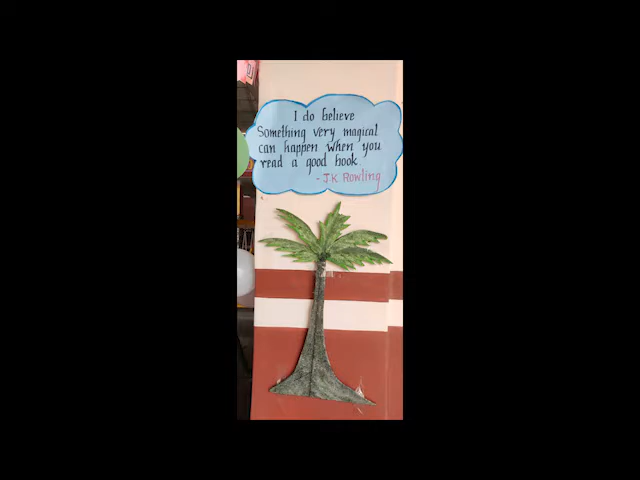 I do believe
Something very magical
can happen when you
read a good book
- J.K Rowling